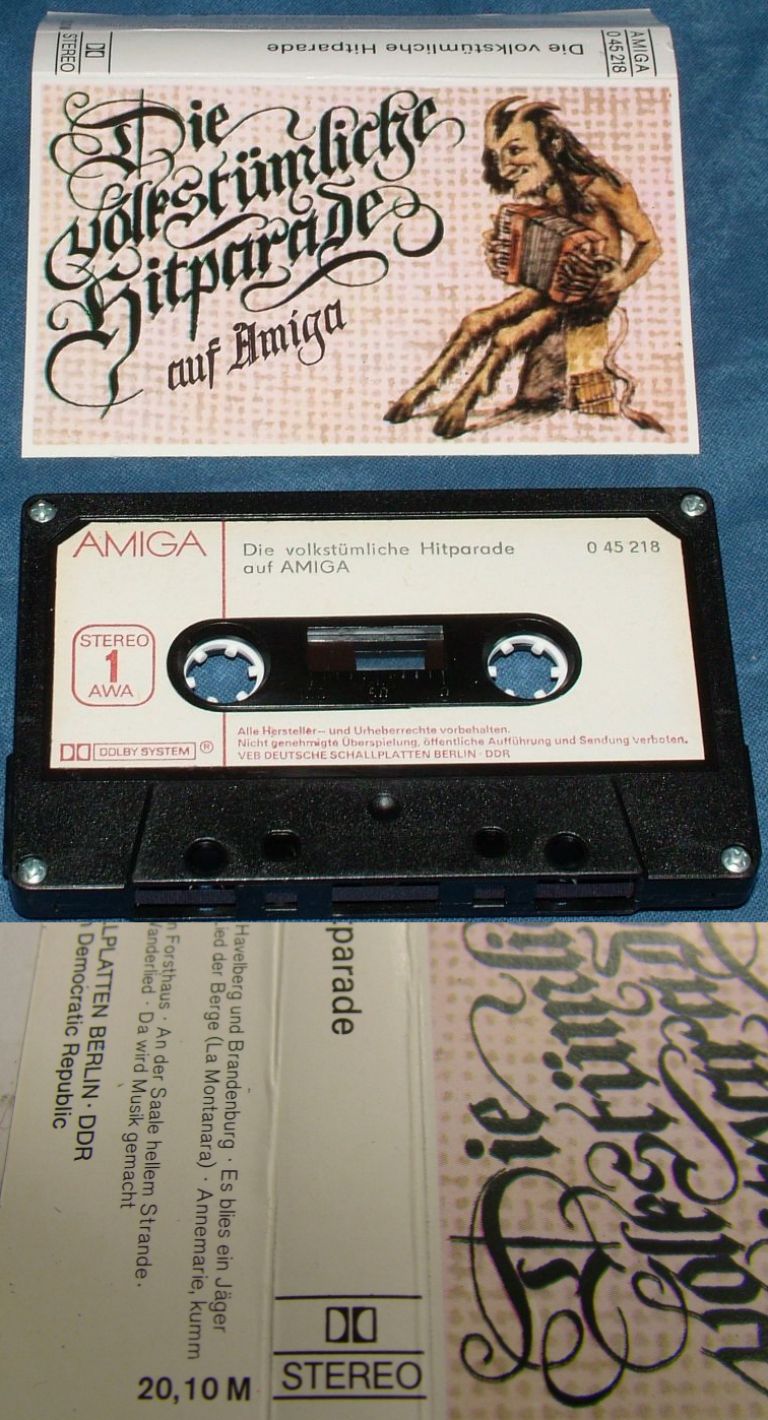 STEREO
Die volkstümliche Hitparade
AMIGA
0 45 218
Die
volkstümliche
Hitparade
auf Amiga
AMIGA
Die volkstümliche Hitparade
auf AMIGA
0 45 218
STEREO
1
AWA
DOLBY SYSTEM ®
Alle Hersteller- und Urheberrechte vorbehalten.
Nicht genehmigte Überspielung, öffentliche Aufführung und Sendung verboten.
VEB DEUTSCHE SCHALLPLATTEN BERLIN · DDR
parade
STEREO
Havelberg und Brandenburg · Es blies ein Jäger
ied der Berge (La Montanara) · Annemarie, kumm
n Forsthaus · An der Saale hellem Strande ·
anderlied · Da wird Musik gemacht
LLPLATTEN BERLIN · DDR
Democratic Republic
20,10 M
Die
volkstümli